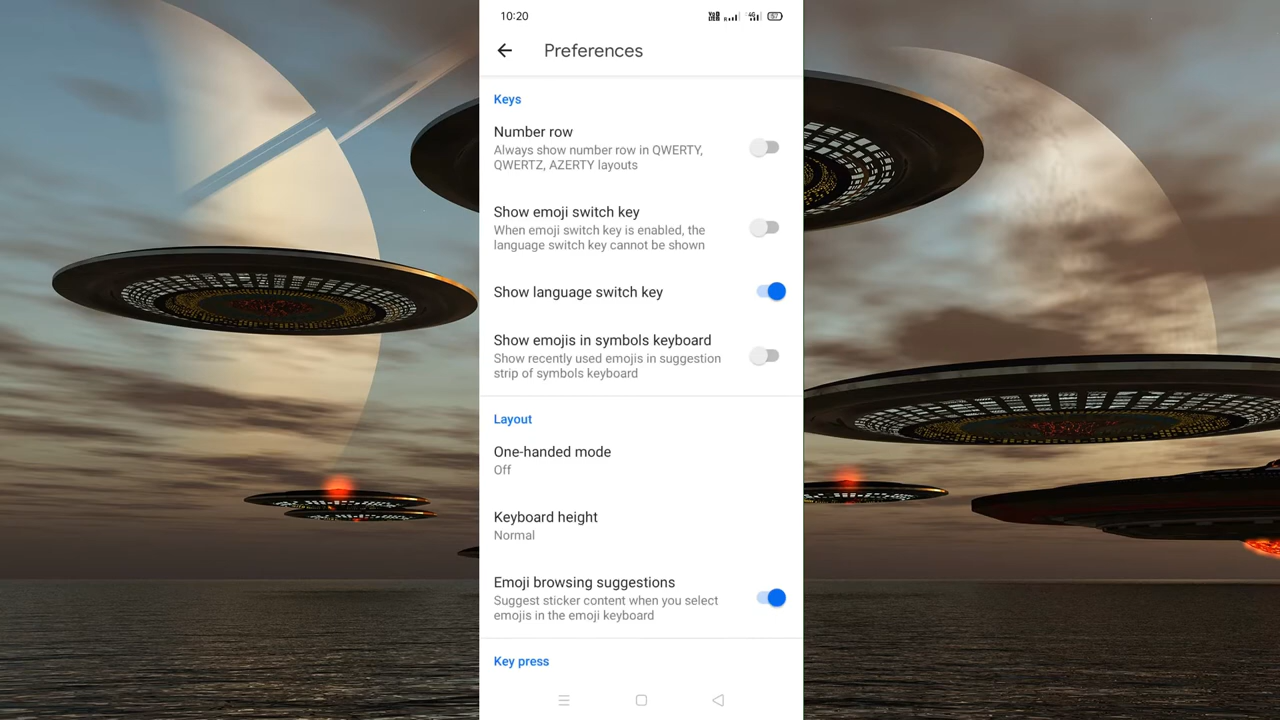 10:20
4G
57
Preferences
Keys
Number row
Always show number row in QWERTY,
QWERTZ, AZERTY layouts
Show emoji switch key
When emoji switch key is enabled, the
language switch key cannot be shown
Show language switch key
Show emojis in symbols keyboard
Show recently used emojis in suggestion
strip of symbols keyboard
Layout
One-handed mode
Off
Keyboard height
Normal
Emoji browsing suggestions
Suggest sticker content when you select
emojis in the emoji keyboard
Key press